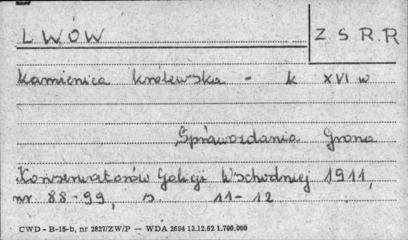 LWÓW Z S R.R
Kamienica Królewska - k XVI w
Sprawozdania Grona
Konserwatorów Galicji Wschodniej 1911,
nr. 88-99, s. 11-12
CWD - B-15-b, nr 2827/ZW/P — WDA 2694 13.12.62 1.700.000